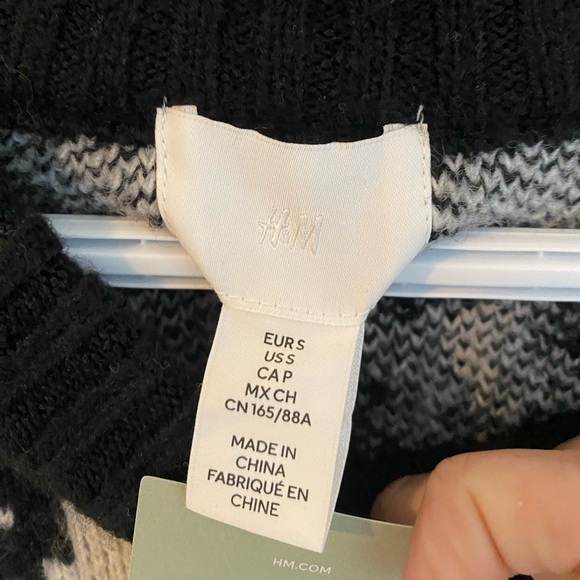 H&M
EUR S
US S
CA P
MX CH
CN 165/88A
MADE IN
CHINA
FABRIQUÉ EN
CHINE
HM.COM